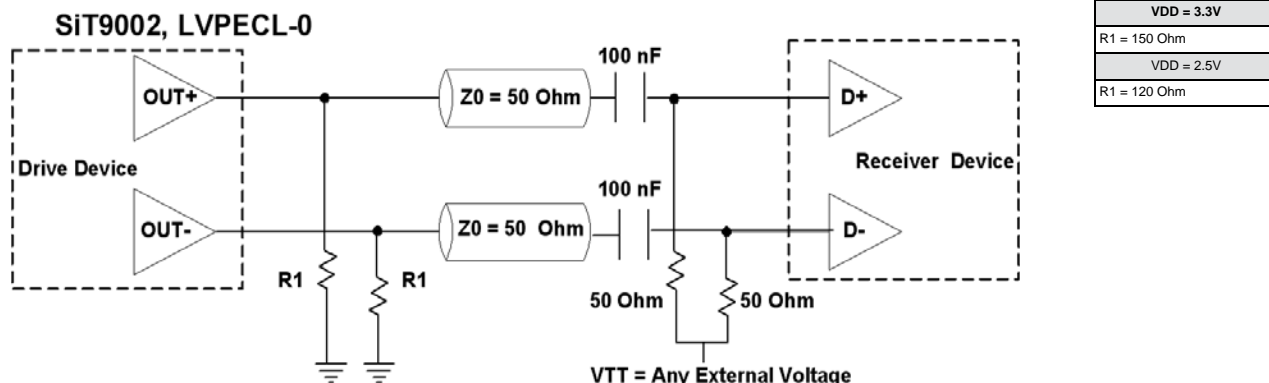 SiT9002, LVPECL-0
VDD = 3.3V
R1 = 150 Ohm
VDD = 2.5V
R1 = 120 Ohm
100 nF
OUT+
Z0 = 50 Ohm
D+
Drive Device
Receiver Device
100 nF
OUT-
Z0 = 50 Ohm
D-
R1
R1
50 Ohm
50 Ohm
VTT = Any External Voltage